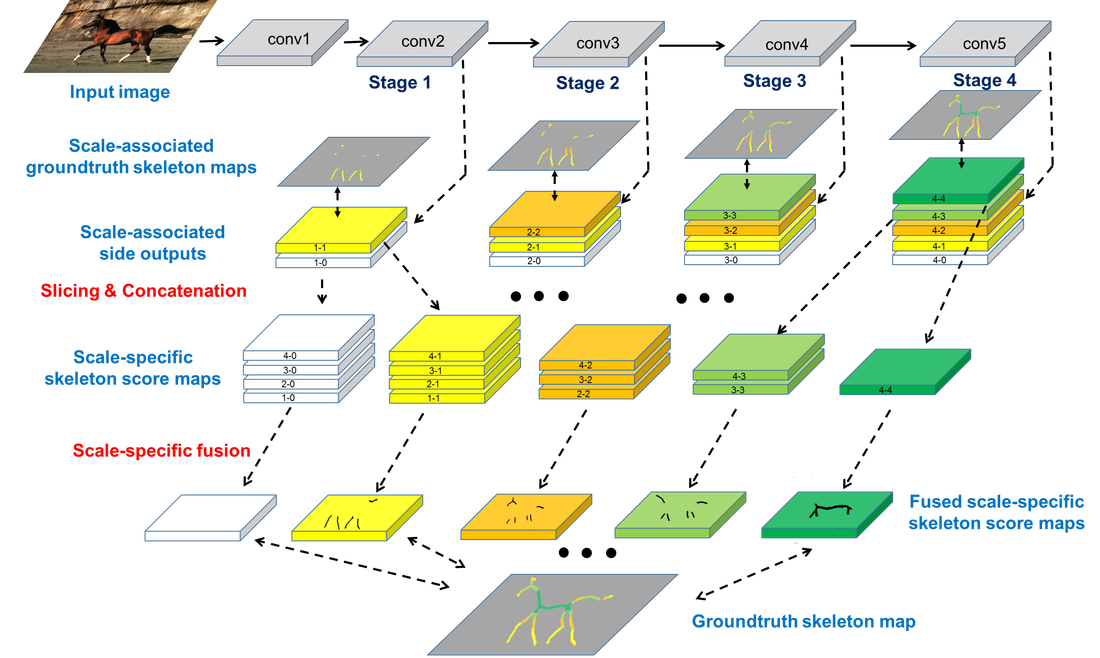 conv1
conv2
conv3
conv4
conv5
Stage 1
Stage 2
Stage 3
Stage 4
Input image
Scale-associated
groundtruth skeleton maps
Scale-associated
side outputs
1-1
1-0
2-2
2-1
2-0
3-3
3-2
3-1
3-0
4-4
4-3
4-2
4-1
4-0
Slicing & Concatenation
Scale-specific
skeleton score maps
4-0
3-0
2-0
1-0
4-1
3-1
2-1
1-1
4-2
3-2
2-2
4-3
3-3
4-4
Scale-specific fusion
Fused scale-specific
skeleton score maps
Groundtruth skeleton map